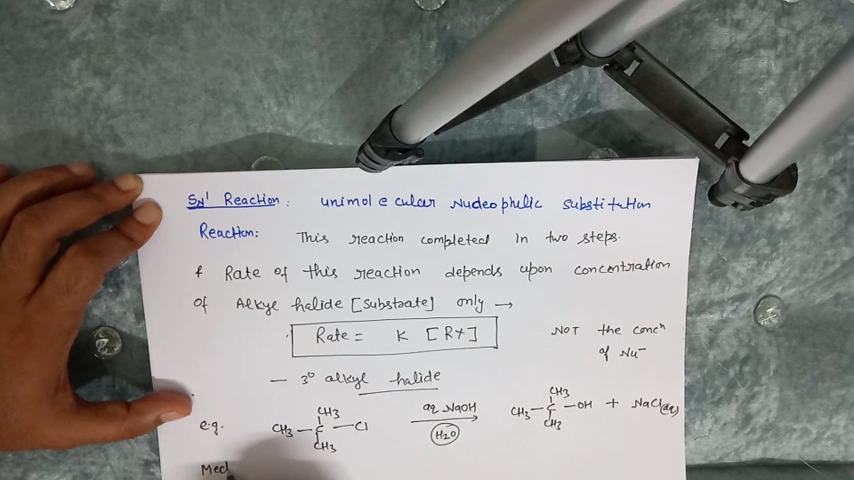 SN¹ Reaction: Unimolecular Nucleophilic Substitution
Reaction: This reaction completed in two steps.
& Rate of this reaction depends upon concentration
of Alkyl halide [Substrate] only →
Rate = K [RX]
NOT the concⁿ
of Nu⁻
— 3° alkyl halide
e.g. CH₃—C—Cl aq NaOH CH₃—C—OH + NaCl(aq)
CH₃ CH₃ H₂O CH₃ CH₃
Mec